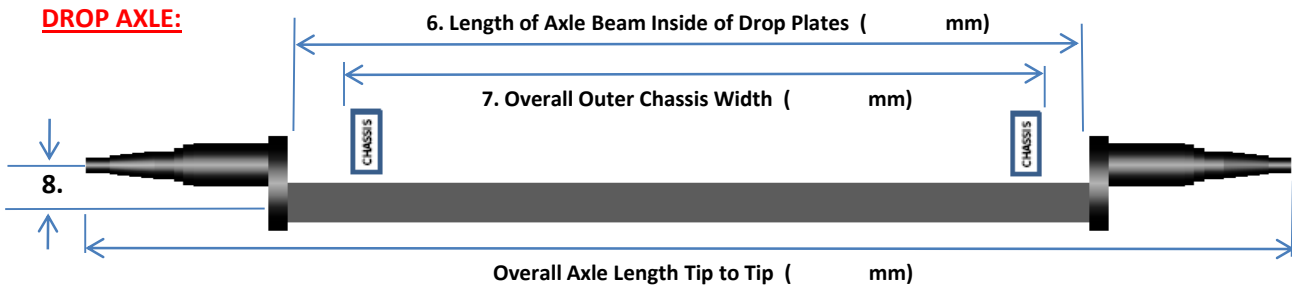 DROP AXLE:
6. Length of Axle Beam Inside of Drop Plates ( mm)
7. Overall Outer Chassis Width ( mm)
CHASSIS
CHASSIS
8.
Overall Axle Length Tip to Tip ( mm)